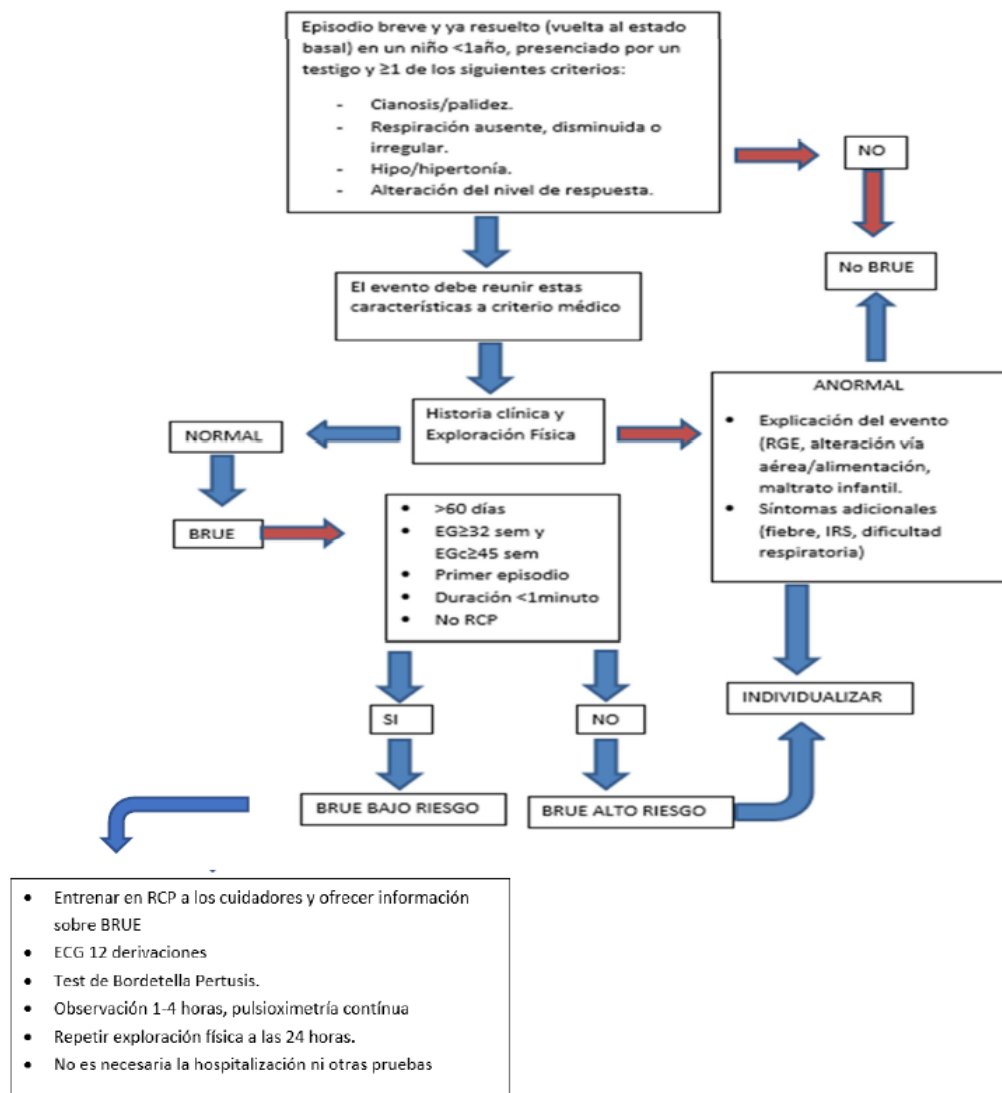 Episodio breve y ya resuelto (vuelta al estado
basal) en un niño <1año, presenciado por un
testigo y ≥1 de los siguientes criterios:
- Cianosis/palidez.
- Respiración ausente, disminuida o
irregular.
- Hipo/hipertonía.
- Alteración del nivel de respuesta.
NO
No BRUE
El evento debe reunir estas
características a criterio médico
Historia clínica y
Exploración Física
NORMAL
BRUE
ANORMAL
• Explicación del evento
(RGE, alteración vía
aérea/alimentación,
maltrato infantil.
• Síntomas adicionales
(fiebre, IRS, dificultad
respiratoria)
• >60 días
• EG≥32 sem y
EGc≥45 sem
• Primer episodio
• Duración <1minuto
• No RCP
SI
NO
INDIVIDUALIZAR
BRUE BAJO RIESGO
BRUE ALTO RIESGO
• Entrenar en RCP a los cuidadores y ofrecer información
sobre BRUE
• ECG 12 derivaciones
• Test de Bordetella Pertusis.
• Observación 1-4 horas, pulsioximetría contínua
• Repetir exploración física a las 24 horas.
• No es necesaria la hospitalización ni otras pruebas